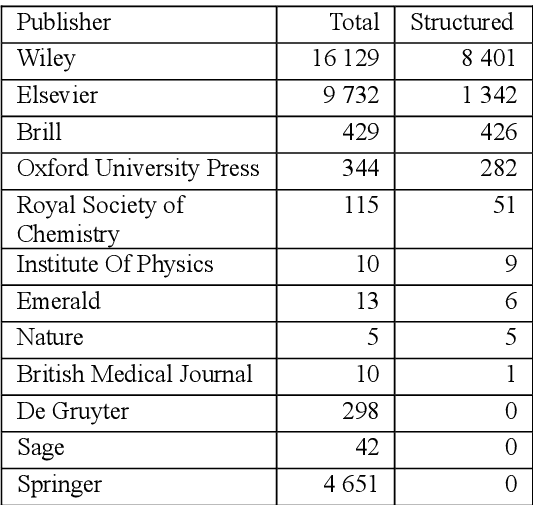 Publisher Total Structured
Wiley 16 129 8 401
Elsevier 9 732 1 342
Brill 429 426
Oxford University Press 344 282
Royal Society of 115 51
Chemistry
Institute Of Physics 10 9
Emerald 13 6
Nature 5 5
British Medical Journal 10 1
De Gruyter 298 0
Sage 42 0
Springer 4 651 0